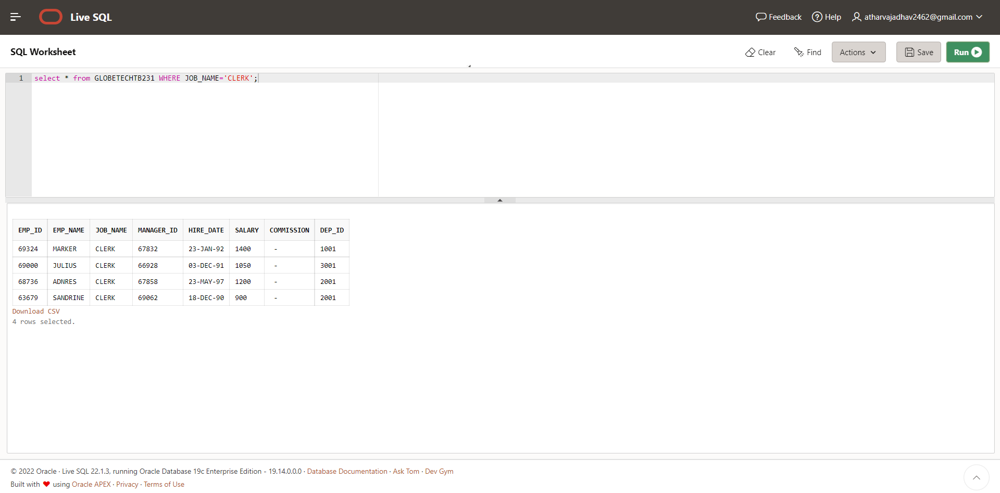 Live SQL Feedback Help atharvajadhav2462@gmail.com
SQL Worksheet Clear Find Actions Save Run
1 select * from GLOBETECHTB231 WHERE JOB_NAME='CLERK';
EMP_ID EMP_NAME JOB_NAME MANAGER_ID HIRE_DATE SALARY COMMISSION DEP_ID
69324 MARKER CLERK 67832 23-JAN-92 1400 - 1001
69000 JULIUS CLERK 66928 03-DEC-91 1050 - 3001
68736 ADNRES CLERK 67858 23-MAY-97 1200 - 2001
63679 SANDRINE CLERK 69062 18-DEC-90 900 - 2001
Download CSV
4 rows selected.
© 2022 Oracle · Live SQL 22.1.3, running Oracle Database 19c Enterprise Edition - 19.14.0.0.0 · Database Documentation · Ask Tom · Dev Gym
Built with ❤ using Oracle APEX · Privacy · Terms of Use